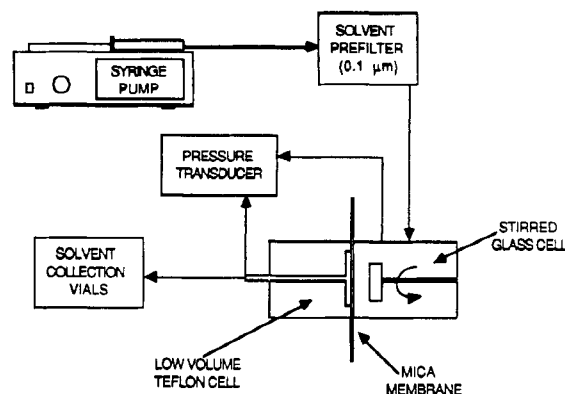 SYRINGE
PUMP
SOLVENT
PREFILTER
(0.1 μm)
PRESSURE
TRANSDUCER
STIRRED
GLASS CELL
SOLVENT
COLLECTION
VIALS
LOW VOLUME
TEFLON CELL
MICA
MEMBRANE